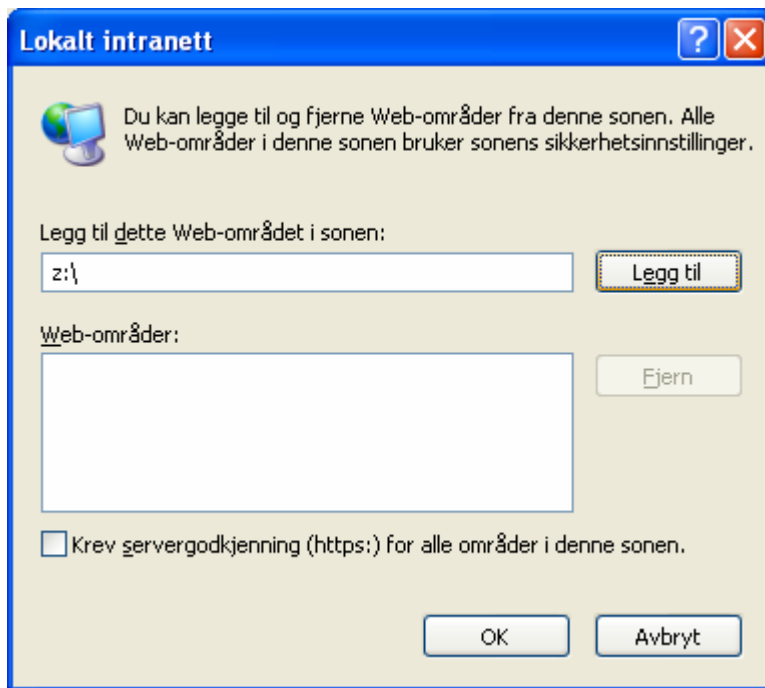 Lokalt intranett
Du kan legge til og fjerne Web-områder fra denne sonen. Alle
Web-områder i denne sonen bruker sonens sikkerhetsinnstillinger.
Legg til dette Web-området i sonen:
z:\
Legg til
Web-områder:
Fjern
Krev servergodkjenning (https:) for alle områder i denne sonen.
OK
Avbryt